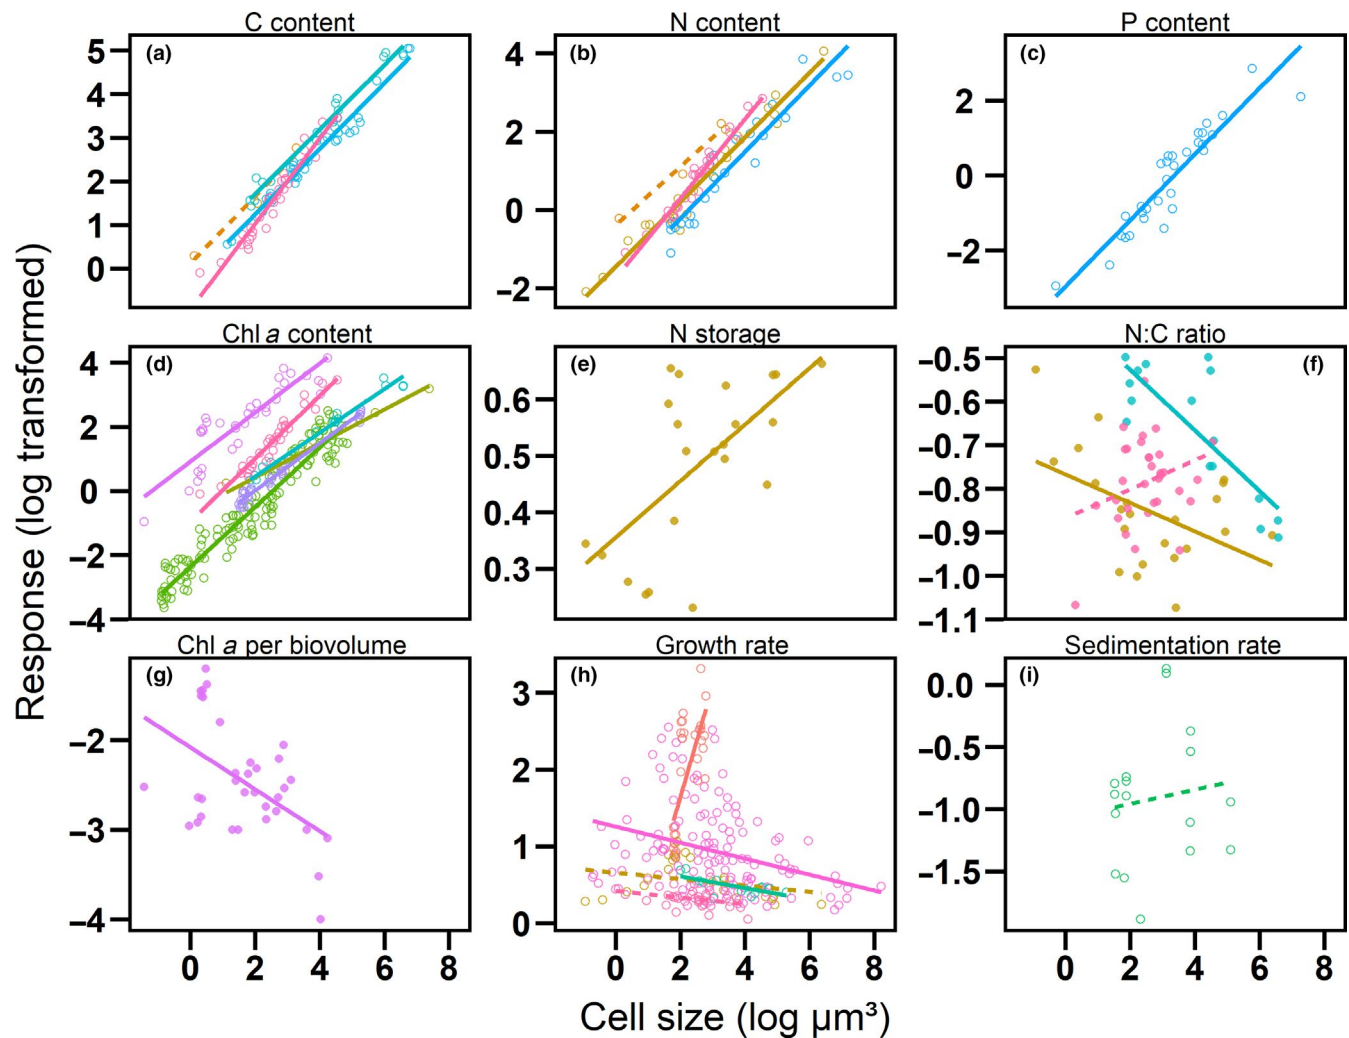 C content
N content
P content
(a)
(b)
(c)
5
4
3
2
1
0
4
2
0
−2
2
0
−2
Chl a content
N storage
N:C ratio
(d)
(e)
(f)
4
2
0
−2
−4
0.6
0.5
0.4
0.3
−0.5
−0.6
−0.7
−0.8
−0.9
−1.0
−1.1
Chl a per biovolume
Growth rate
Sedimentation rate
(g)
(h)
(i)
−2
−3
−4
3
2
1
0
0.0
−0.5
−1.0
−1.5
0 2 4 6 8
0 2 4 6 8
0 2 4 6 8
Response (log transformed)
Cell size (log µm³)